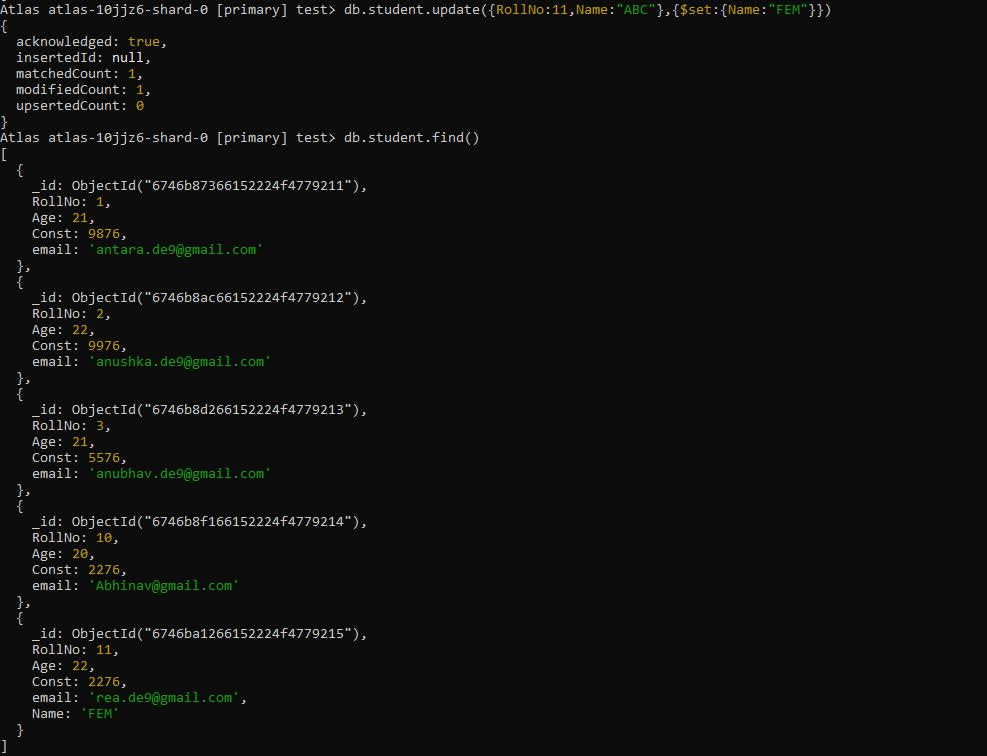 Atlas atlas-10jjz6-shard-0 [primary] test> db.student.update({RollNo:11,Name:"ABC"},{$set:{Name:"FEM"}})
{
  acknowledged: true,
  insertedId: null,
  matchedCount: 1,
  modifiedCount: 1,
  upsertedCount: 0
}
Atlas atlas-10jjz6-shard-0 [primary] test> db.student.find()
[
  {
    _id: ObjectId("6746b87366152224f4779211"),
    RollNo: 1,
    Age: 21,
    Const: 9876,
    email: 'antara.de9@gmail.com'
  },
  {
    _id: ObjectId("6746b8ac66152224f4779212"),
    RollNo: 2,
    Age: 22,
    Const: 9976,
    email: 'anushka.de9@gmail.com'
  },
  {
    _id: ObjectId("6746b8d266152224f4779213"),
    RollNo: 3,
    Age: 21,
    Const: 5576,
    email: 'anubhav.de9@gmail.com'
  },
  {
    _id: ObjectId("6746b8f166152224f4779214"),
    RollNo: 10,
    Age: 20,
    Const: 2276,
    email: 'Abhinav@gmail.com'
  },
  {
    _id: ObjectId("6746ba1266152224f4779215"),
    RollNo: 11,
    Age: 22,
    Const: 2276,
    email: 'rea.de9@gmail.com',
    Name: 'FEM'
  }
]